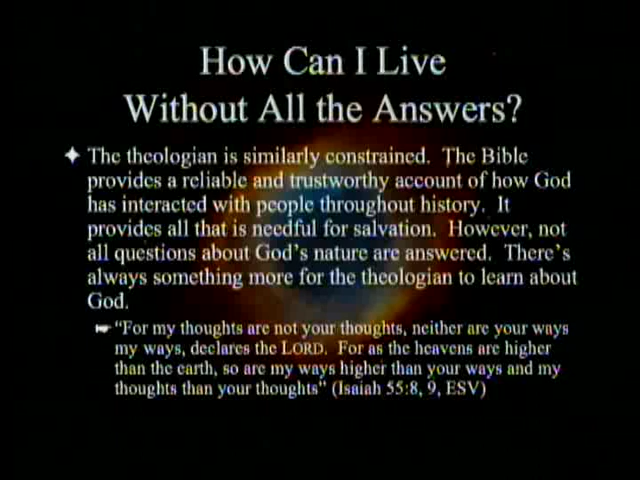 How Can I Live
Without All the Answers?
The theologian is similarly constrained. The Bible
provides a reliable and trustworthy account of how God
has interacted with people throughout history. It
provides all that is needful for salvation. However, not
all questions about God's nature are answered. There's
always something more for the theologian to learn about
God.
"For my thoughts are not your thoughts, neither are your ways
my ways, declares the LORD. For as the heavens are higher
than the earth, so are my ways higher than your ways and my
thoughts than your thoughts" (Isaiah 55:8, 9, ESV)